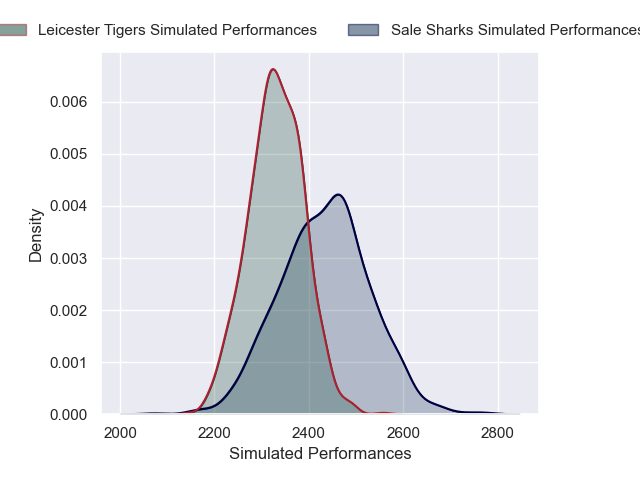 Leicester Tigers Simulated Performances
Sale Sharks Simulated Performances
0.006
0.005
0.004
0.003
0.002
0.001
0.000
Density
2000 2200 2400 2600 2800
Simulated Performances